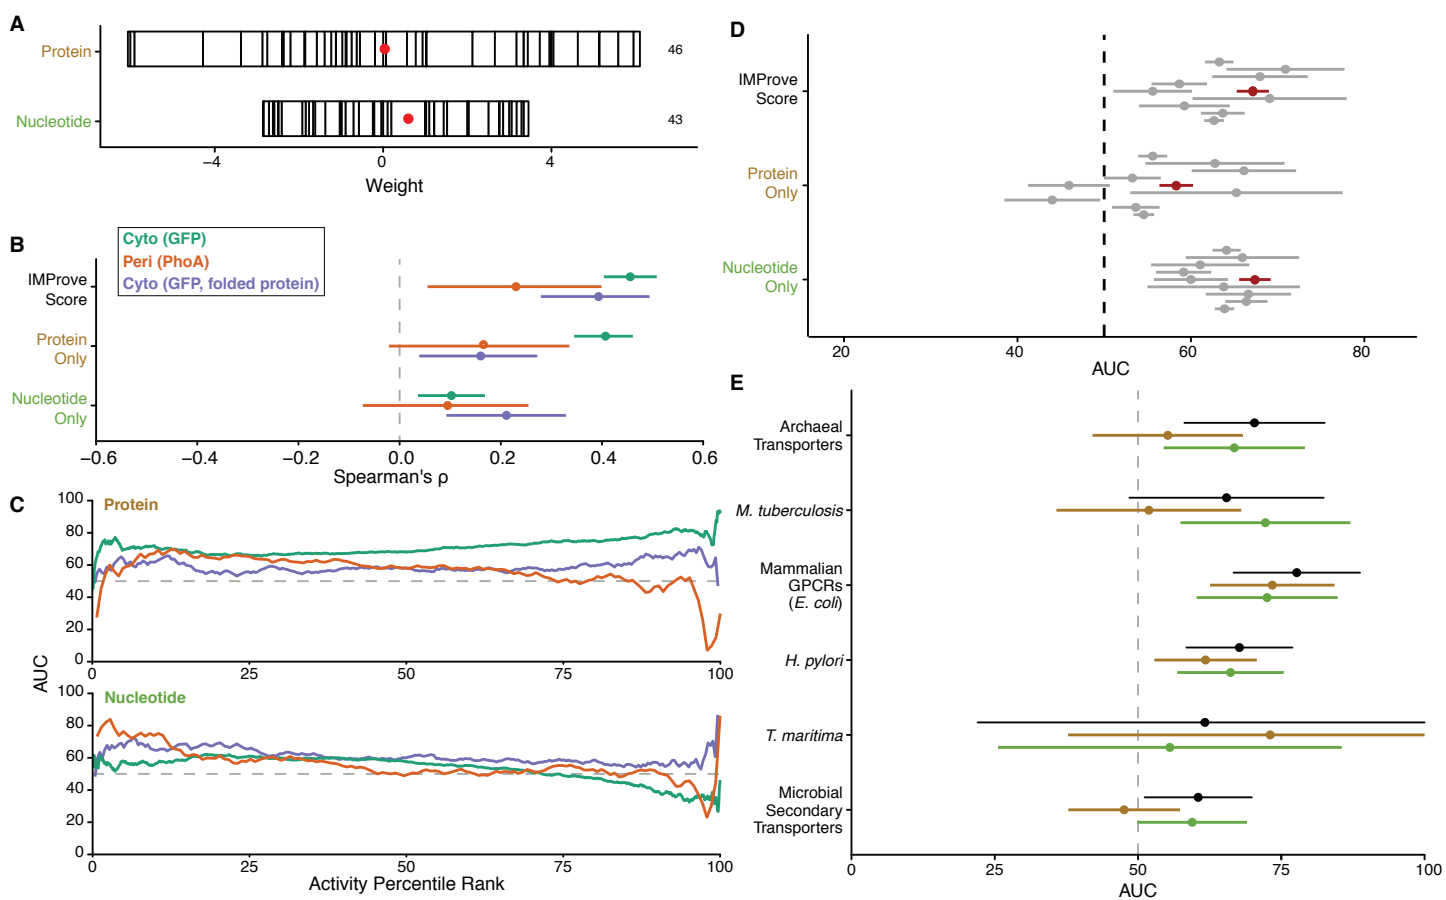 A
Protein
46
Nucleotide
43
−4
0
4
Weight
B
Cyto (GFP)
Peri (PhoA)
Cyto (GFP, folded protein)
IMProve
Score
Protein
Only
Nucleotide
Only
−0.6
−0.4
−0.2
0.0
0.2
0.4
0.6
Spearman's ρ
C
Protein
100
80
60
40
20
0
0
25
50
75
100
AUC
Nucleotide
100
80
60
40
20
0
0
25
50
75
100
Activity Percentile Rank
D
IMProve
Score
Protein
Only
Nucleotide
Only
20
40
60
80
AUC
E
Archaeal
Transporters
M. tuberculosis
Mammalian
GPCRs
(E. coli)
H. pylori
T. maritima
Microbial
Secondary
Transporters
0
25
50
75
100
AUC